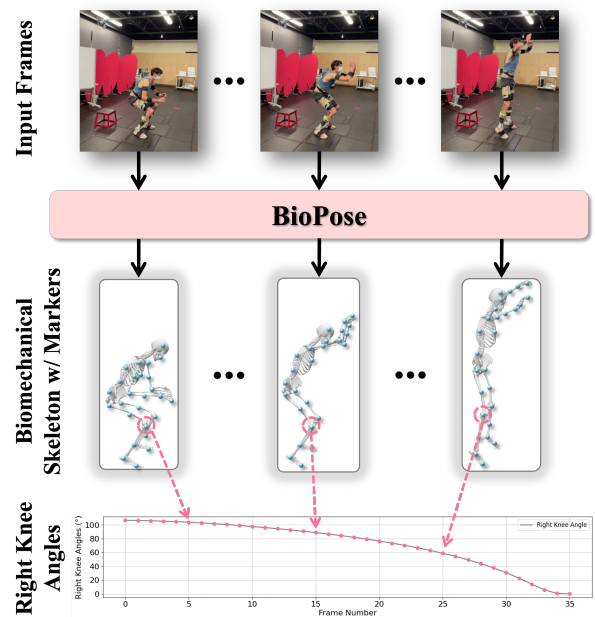 Input Frames
BioPose
Biomechanical
Skeleton w/ Markers
Right Knee
Angles
Right Knee Angles (°)
100
80
60
40
20
0
Right Knee Angle
0
5
10
15
20
25
30
35
Frame Number